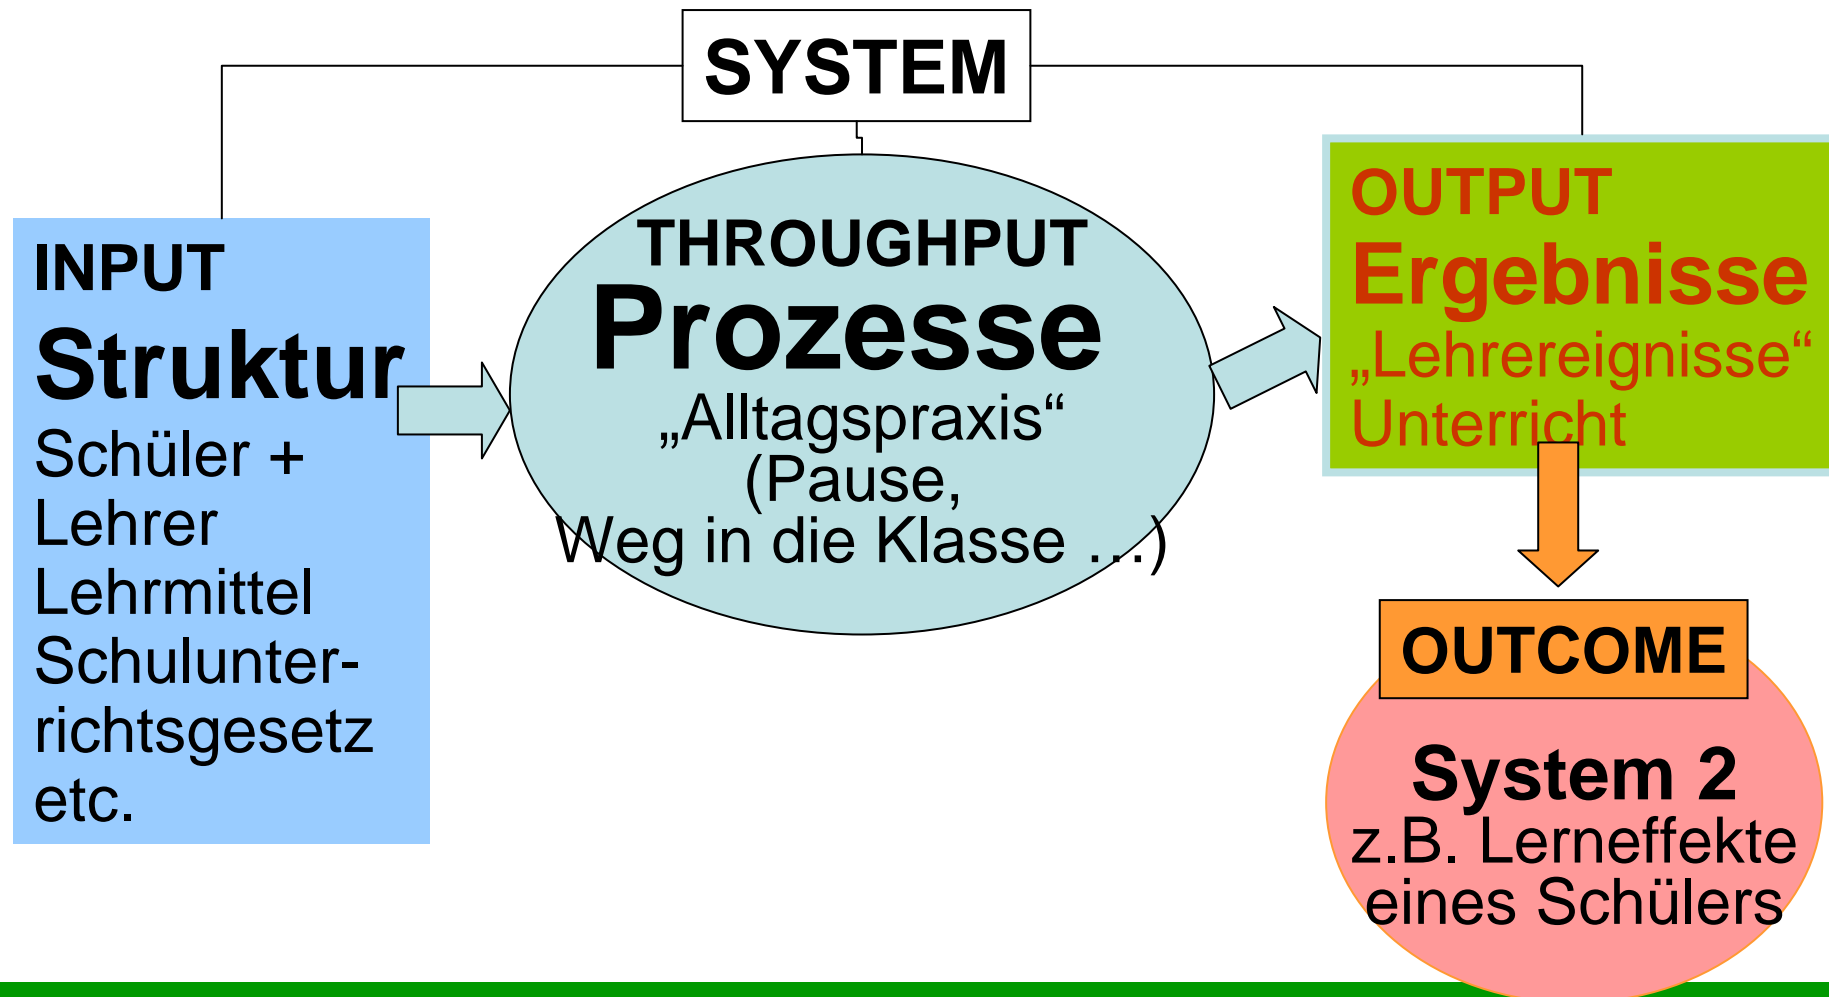 SYSTEM
INPUT
Struktur
Schüler +
Lehrer
Lehrmittel
Schulunter-
richtsgesetz
etc.
THROUGHPUT
Prozesse
„Alltagspraxis“
(Pause,
Weg in die Klasse …)
OUTPUT
Ergebnisse
„Lehrereignisse“
Unterricht
OUTCOME
System 2
z.B. Lerneffekte
eines Schülers